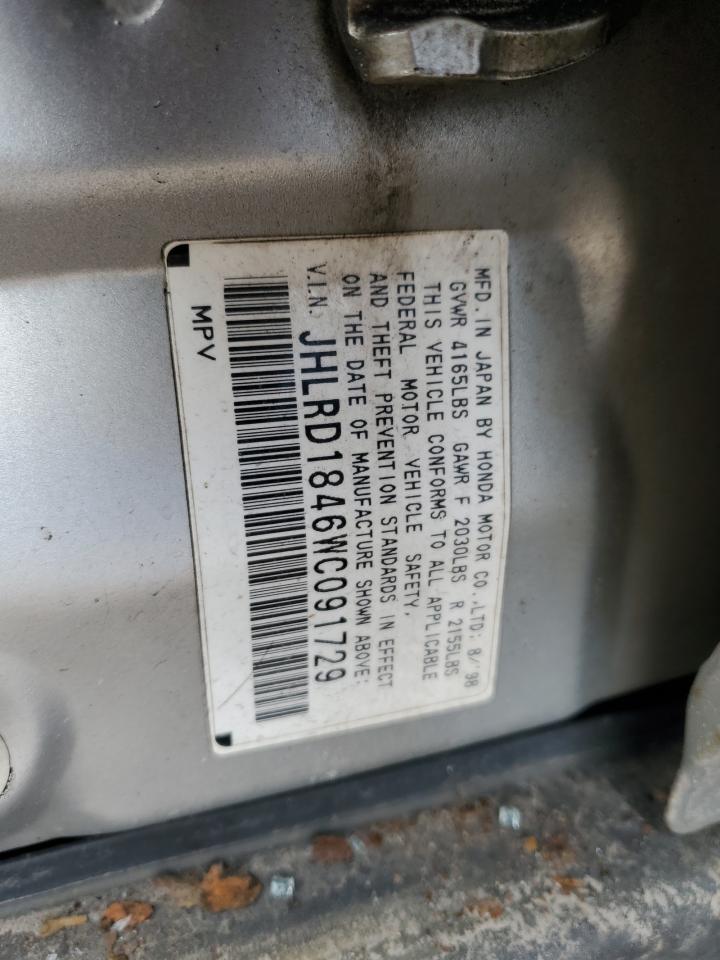 MFD. IN JAPAN BY HONDA MOTOR CO.,LTD: 8/'98
GVWR 4165LBS GAWR F 2030LBS R 2155LBS
THIS VEHICLE CONFORMS TO ALL APPLICABLE
FEDERAL MOTOR VEHICLE SAFETY,
AND THEFT PREVENTION STANDARDS IN EFFECT
ON THE DATE OF MANUFACTURE SHOWN ABOVE:
V.I.N. JHLRD1846WC091729
MPV